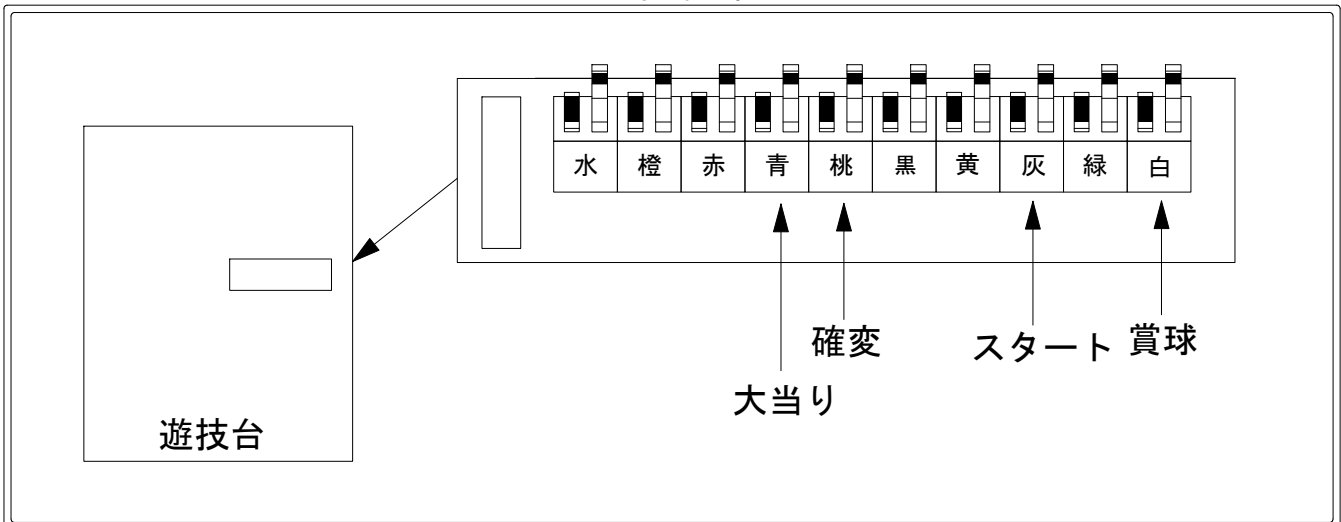 水 橙 赤 青 桃 黒 黄 灰 緑 白
確変
スタート
賞球
大当り
遊技台